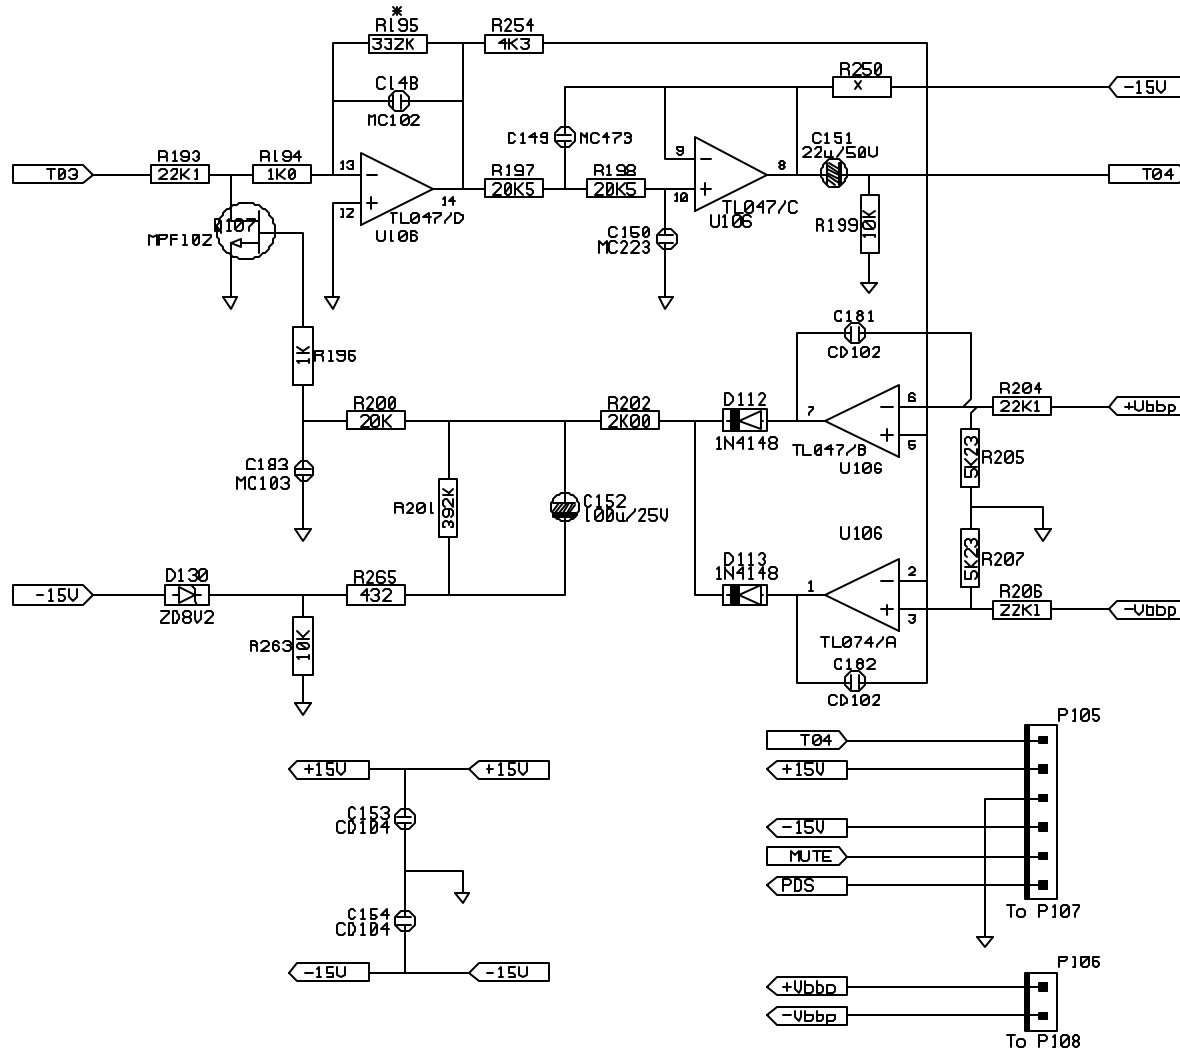 *
R195
332K
R254
4K3
C148
MC102
R250
x
-15V
C149
MC473
C151
22u/50V
T03
R193
22K1
R194
1K0
13
12
14
TL047/D
U106
R197
20K5
R198
20K5
9
10
8
TL047/C
U106
T04
Q107
MPF102
C150
MC223
R199
10K
R196
1K
C181
CD102
R200
20K
R202
2K00
D112
1N4148
7
6
5
TL047/B
U106
R204
22K1
+Vbbp
C183
MC103
R201
392K
C152
100u/25V
R205
5K23
U106
D113
1N4148
1
2
3
TL074/A
R207
5K23
R206
22K1
-Vbbp
-15V
D130
ZD8V2
R265
432
R263
10K
C182
CD102
P105
T04
+15V
-15V
MUTE
PDS
To P107
+15V
+15V
C153
CD104
C154
CD104
-15V
-15V
P106
+Vbbp
-Vbbp
To P108